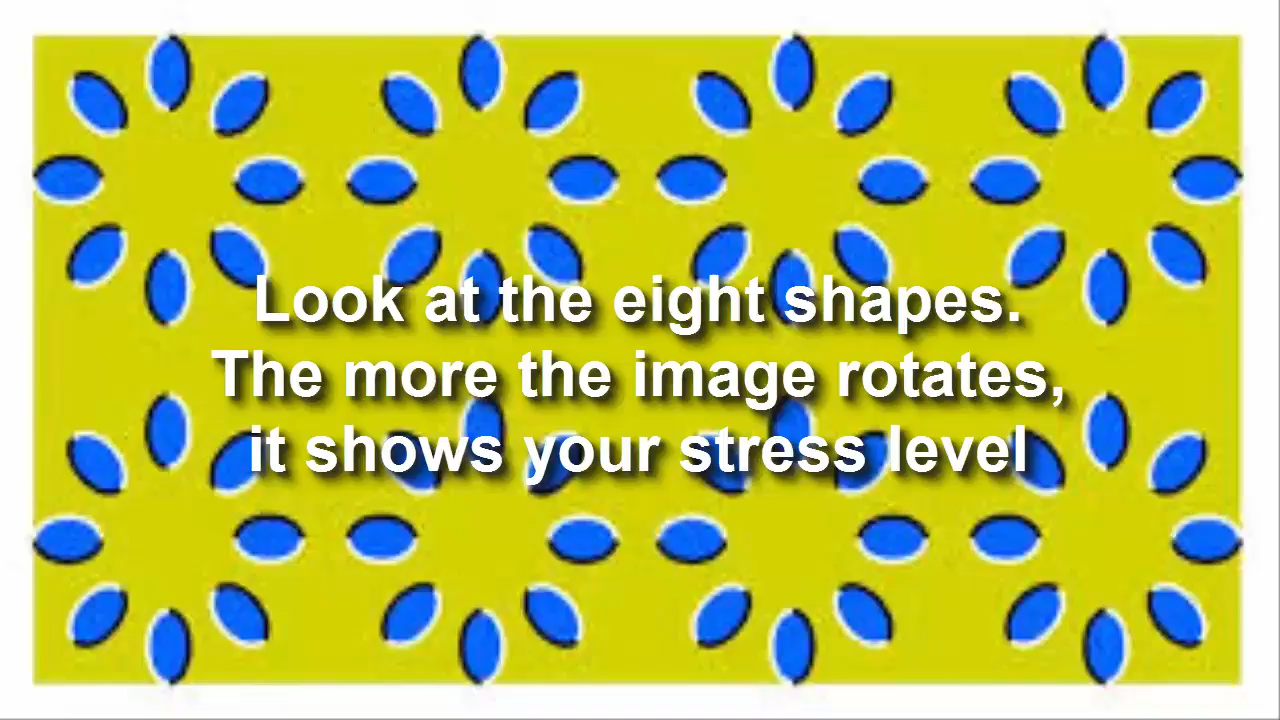 Look at the eight shapes.
The more the image rotates,
it shows your stress level